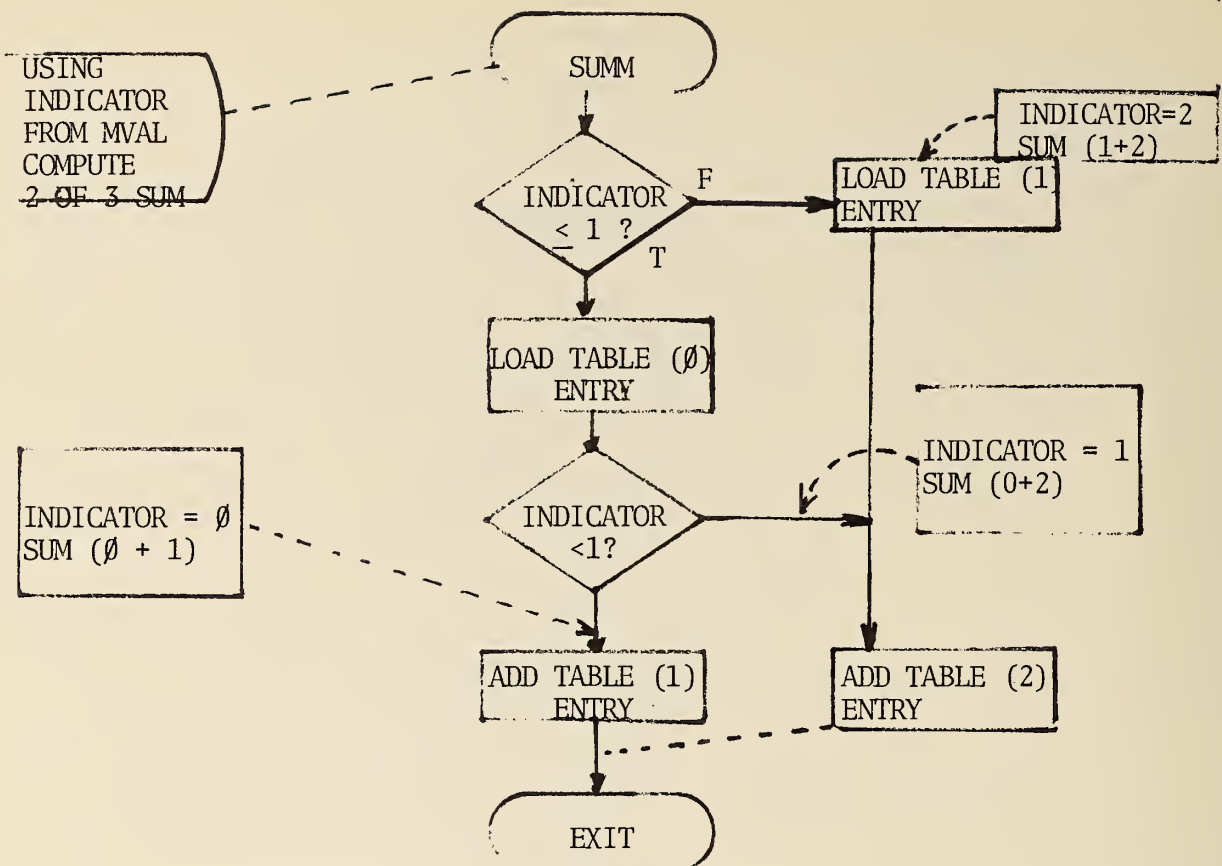 USING
INDICATOR
FROM MVAL
COMPUTE
2 OF 3 SUM
SUMM
INDICATOR=2
SUM (1+2)
INDICATOR
≤ 1 ?
F
T
LOAD TABLE (1)
ENTRY
LOAD TABLE (Ø)
ENTRY
INDICATOR = 1
SUM (0+2)
INDICATOR = Ø
SUM (Ø + 1)
INDICATOR
<1?
ADD TABLE (1)
ENTRY
ADD TABLE (2)
ENTRY
EXIT